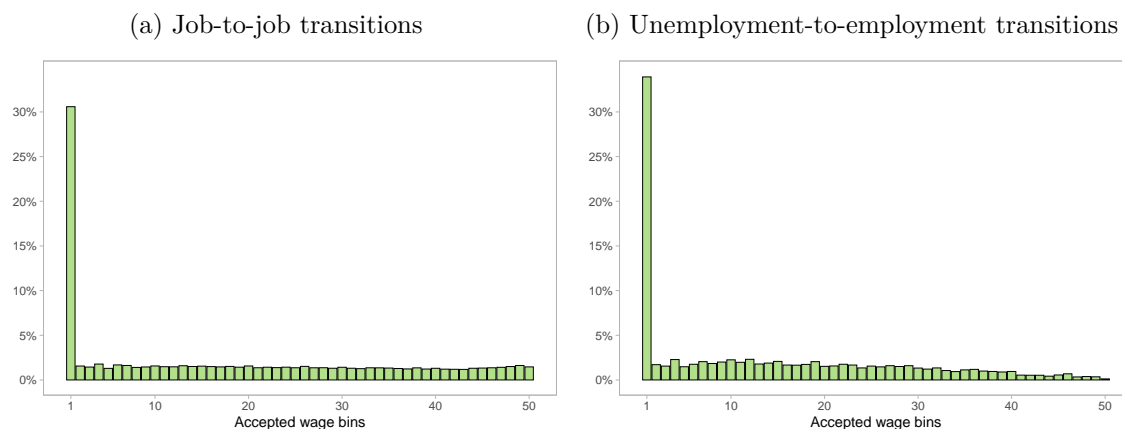 (a) Job-to-job transitions
30%
25%
20%
15%
10%
5%
0%
1 10 20 30 40 50
Accepted wage bins
(b) Unemployment-to-employment transitions
30%
25%
20%
15%
10%
5%
0%
1 10 20 30 40 50
Accepted wage bins